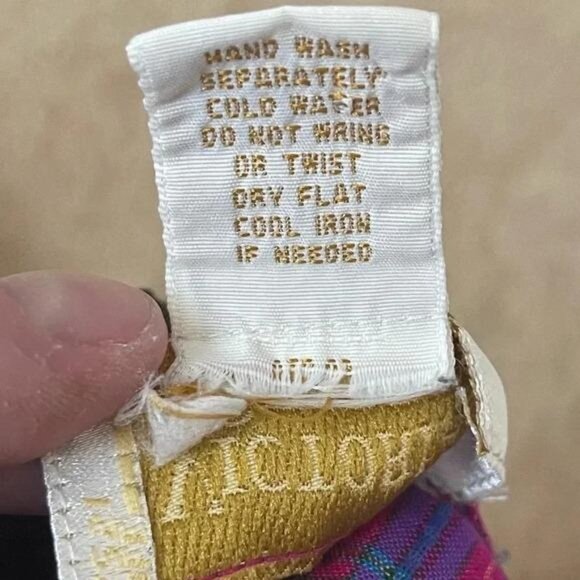 HAND WASH
SEPARATELY
COLD WATER
DO NOT WRING
OR TWIST
DRY FLAT
COOL IRON
IF NEEDED